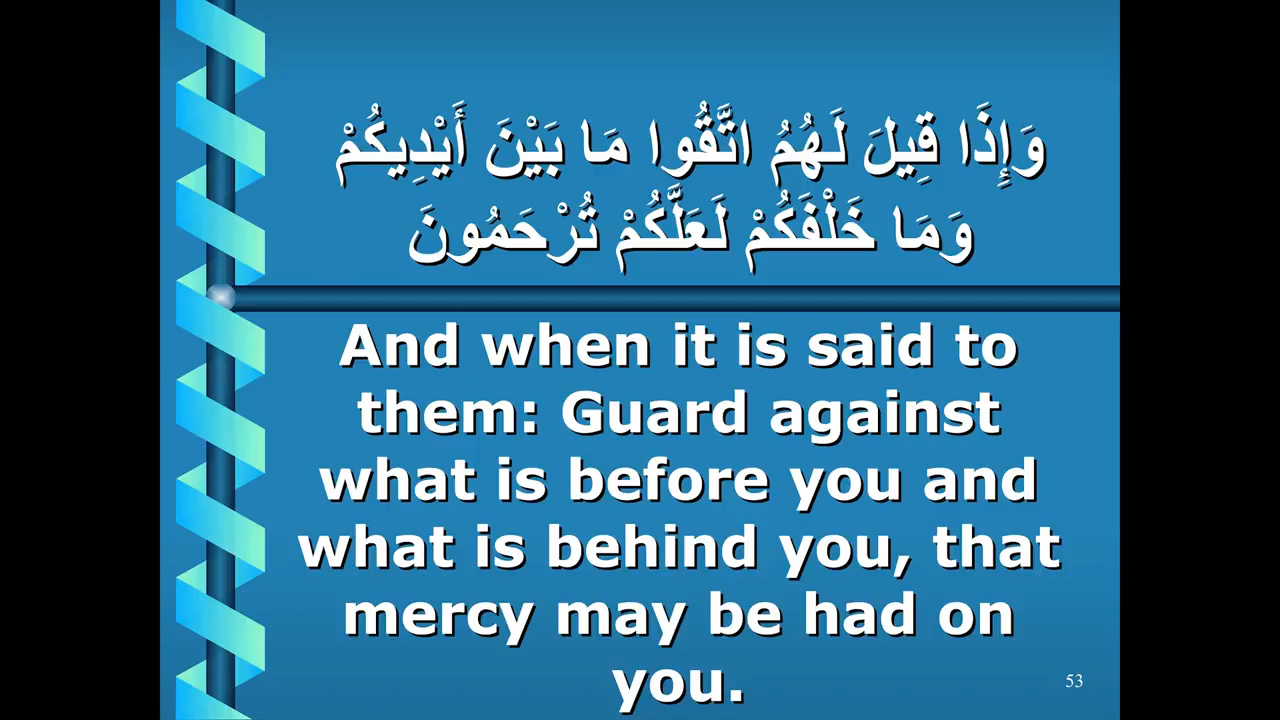 وَإِذَا قِيلَ لَهُمُ اتَّقُوا مَا بَيْنَ أَيْدِيكُمْ
وَمَا خَلْفَكُمْ لَعَلَّكُمْ تُرْحَمُونَ
And when it is said to
them: Guard against
what is before you and
what is behind you, that
mercy may be had on
you.
53